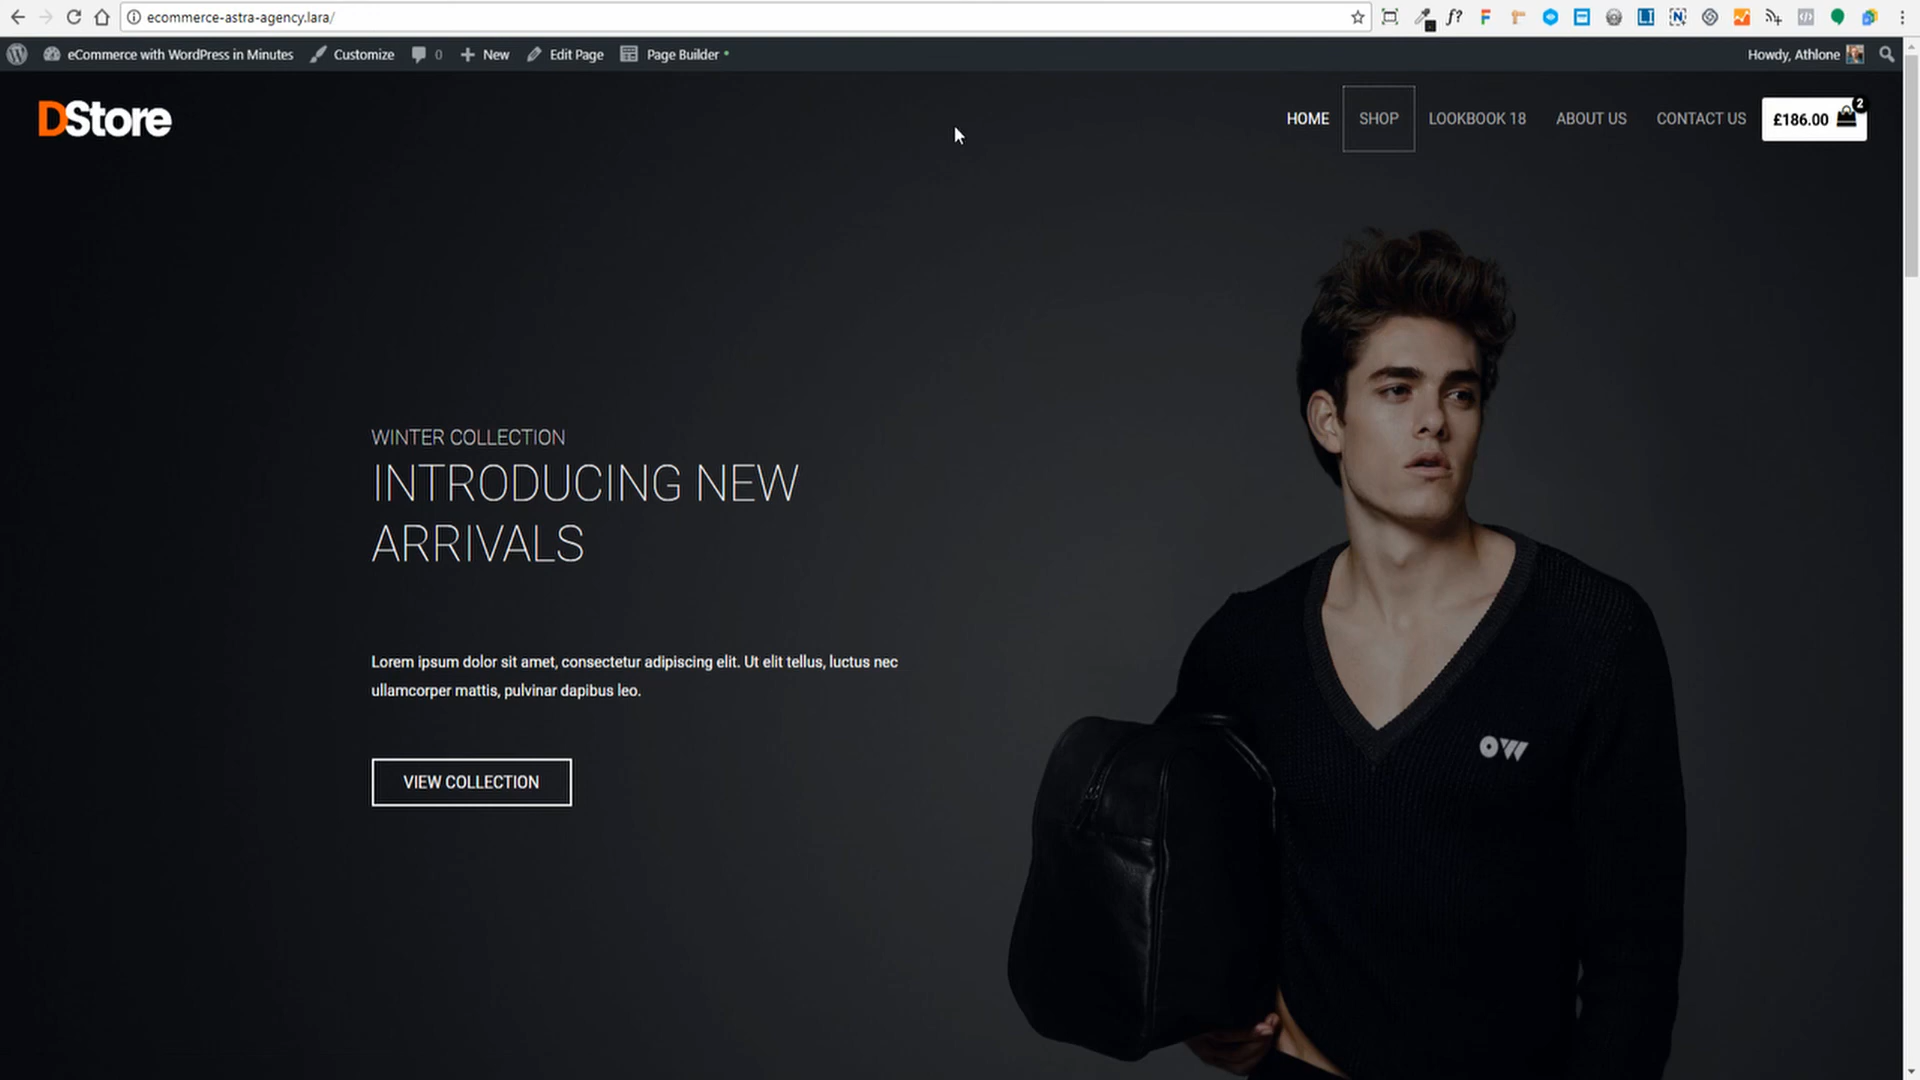 ecommerce-astra-agency.lara/
eCommerce with WordPress in Minutes
Customize
0
New
Edit Page
Page Builder
Howdy, Athlone
DStore
HOME
SHOP
LOOKBOOK 18
ABOUT US
CONTACT US
£186.00
2
WINTER COLLECTION
INTRODUCING NEW
ARRIVALS
Lorem ipsum dolor sit amet, consectetur adipiscing elit. Ut elit tellus, luctus nec
ullamcorper mattis, pulvinar dapibus leo.
VIEW COLLECTION
OW